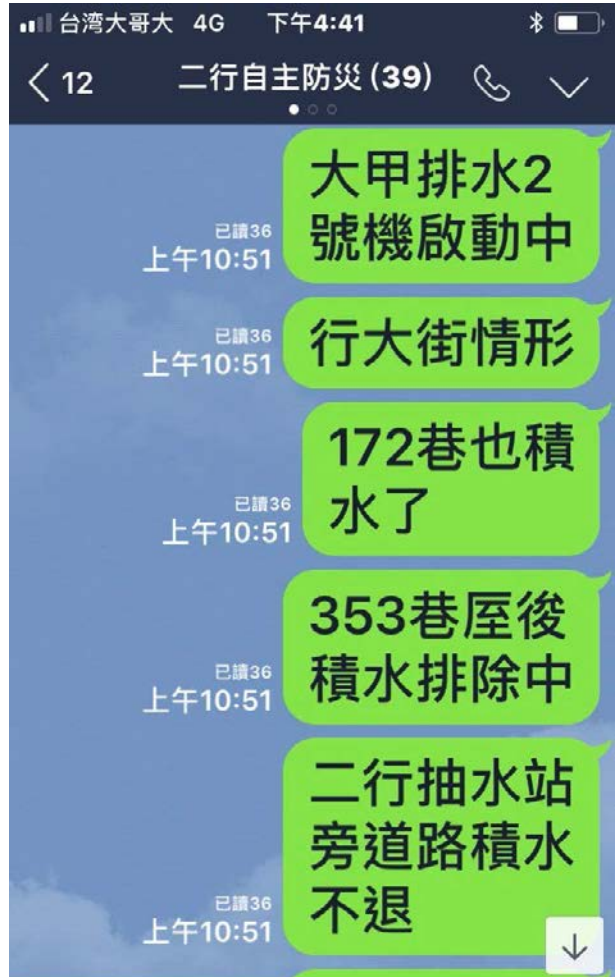 台湾大哥大 4G 下午4:41
12 二行自主防災(39)
大甲排水2
號機啟動中
已讀36
上午10:51
行大街情形
已讀36
上午10:51
172巷也積
水了
已讀36
上午10:51
353巷厔後
積水排除中
已讀36
上午10:51
二行抽水站
旁道路積水
不退
已讀36
上午10:51